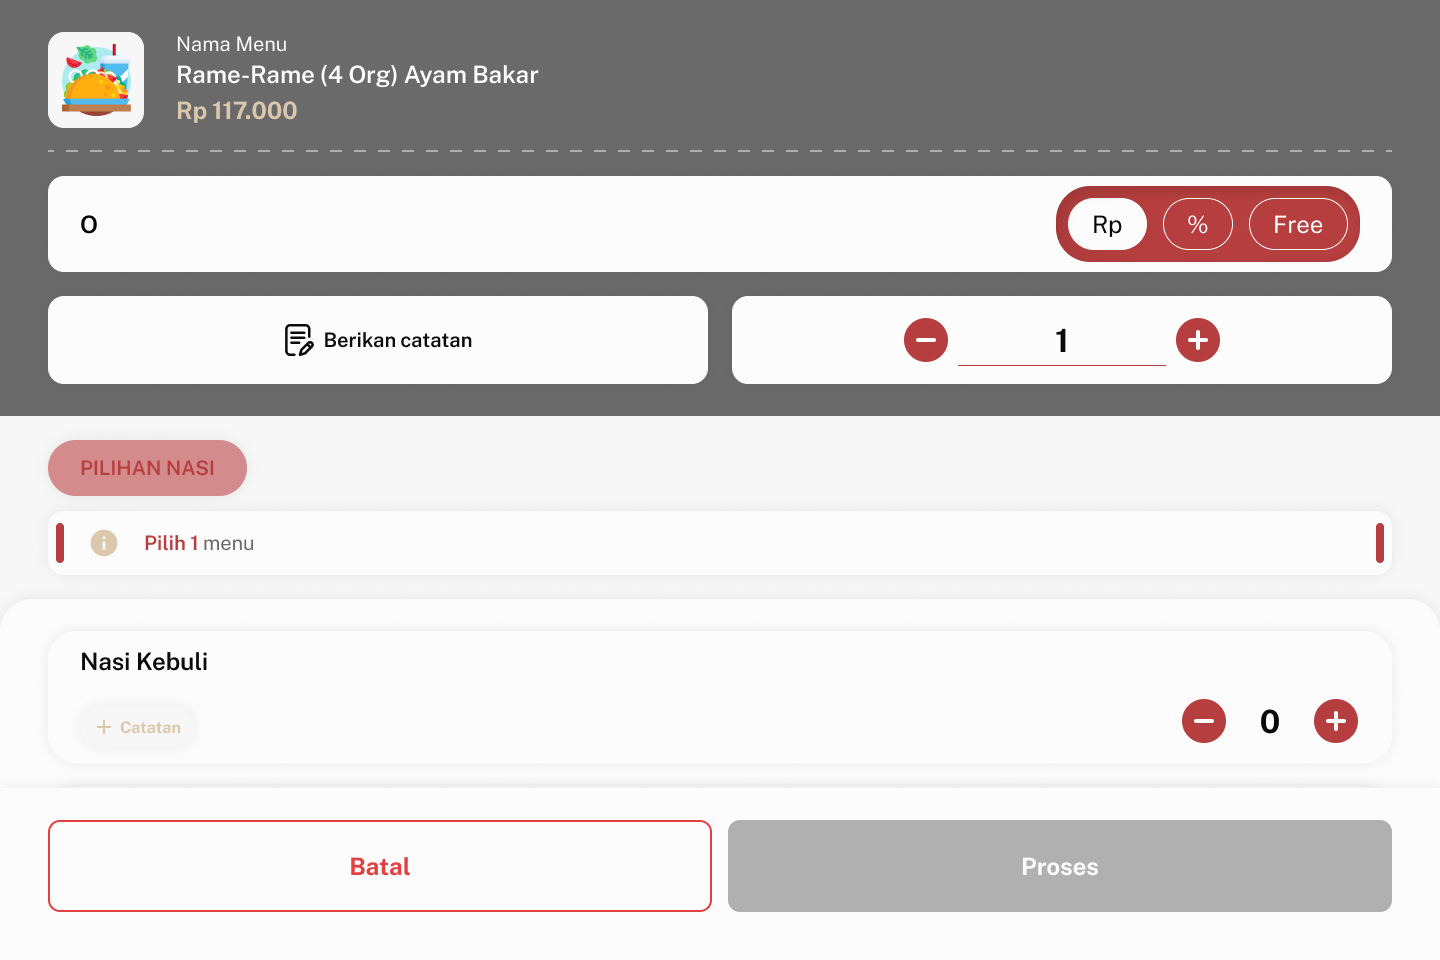 Nama Menu
Rame-Rame (4 Org) Ayam Bakar
Rp 117.000
0
Rp
%
Free
Berikan catatan
1
PILIHAN NASI
Pilih 1 menu
Nasi Kebuli
+ Catatan
0
Batal
Proses